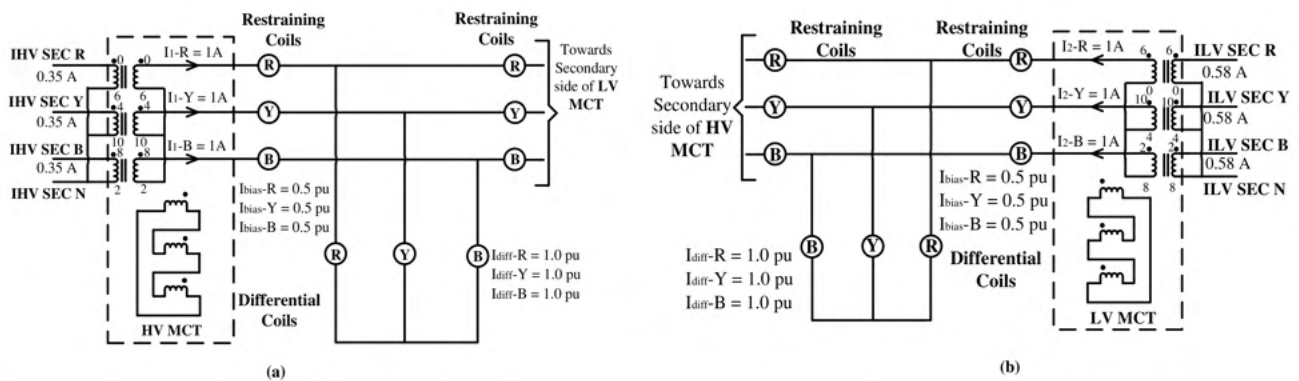 Restraining
Coils
Restraining
Coils
IHV SEC R
0.35 A
IHV SEC Y
0.35 A
IHV SEC B
0.35 A
IHV SEC N
0 0
6 6
4 4
10 10
8 8
2 2
I1-R = 1A
I1-Y = 1A
I1-B = 1A
R
R
Y
Y
B
B
Towards
Secondary
side of LV
MCT
Ibias-R = 0.5 pu
Ibias-Y = 0.5 pu
Ibias-B = 0.5 pu
R
Y
B
Idiff-R = 1.0 pu
Idiff-Y = 1.0 pu
Idiff-B = 1.0 pu
Differential
Coils
HV MCT
(a)
Restraining
Coils
Restraining
Coils
Towards
Secondary
side of HV
MCT
R
R
Y
Y
B
B
I2-R = 1A
I2-Y = 1A
I2-B = 1A
6 6
0 0
10 10
4 4
2 2
8 8
ILV SEC R
0.58 A
ILV SEC Y
0.58 A
ILV SEC B
0.58 A
ILV SEC N
Ibias-R = 0.5 pu
Ibias-Y = 0.5 pu
Ibias-B = 0.5 pu
B
Y
R
Idiff-R = 1.0 pu
Idiff-Y = 1.0 pu
Idiff-B = 1.0 pu
Differential
Coils
LV MCT
(b)